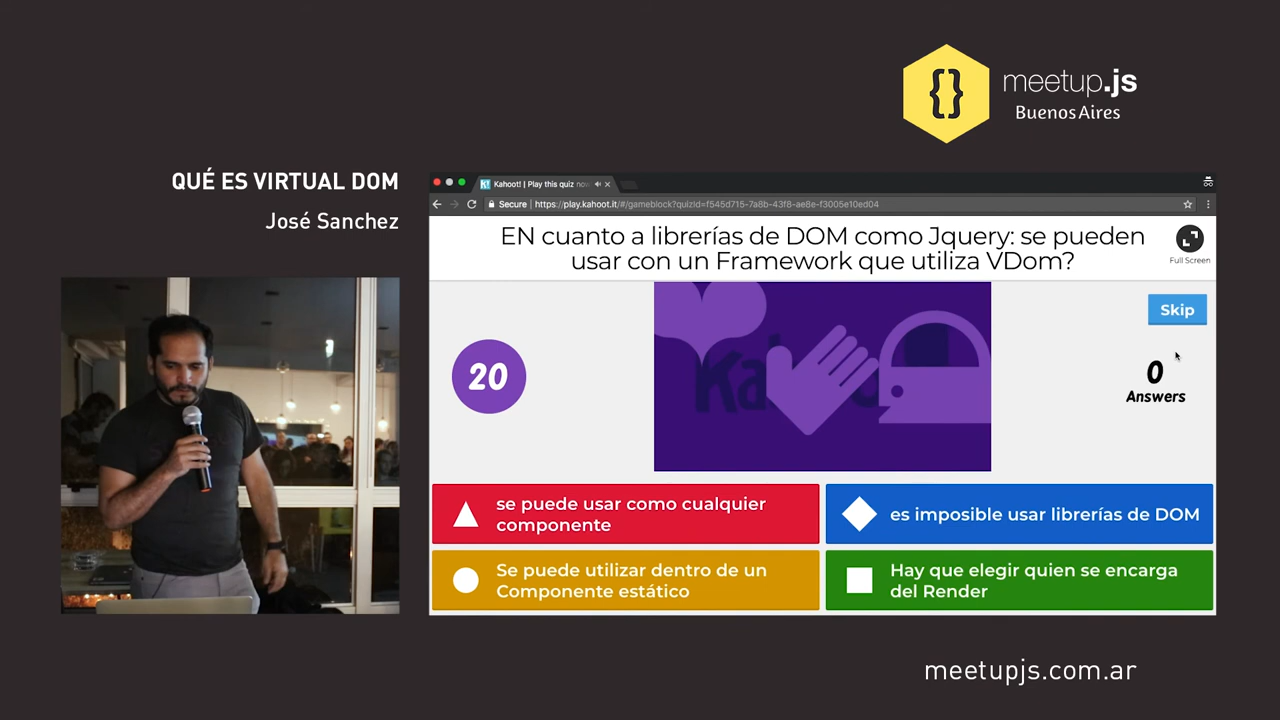 {}
meetup.js
Buenos Aires
QUÉ ES VIRTUAL DOM
José Sanchez
K! Kahoot! | Play this quiz no
Secure | https://play.kahoot.it/#/gameblock?quizId=f545d715-7a8b-43f8-ae8e-f3005e10ed04
EN cuanto a librerías de DOM como Jquery: se pueden
usar con un Framework que utiliza VDom?
Full Screen
Skip
20
0
Answers
se puede usar como cualquier
componente
es imposible usar librerías de DOM
Se puede utilizar dentro de un
Componente estático
Hay que elegir quien se encarga
del Render
meetupjs.com.ar